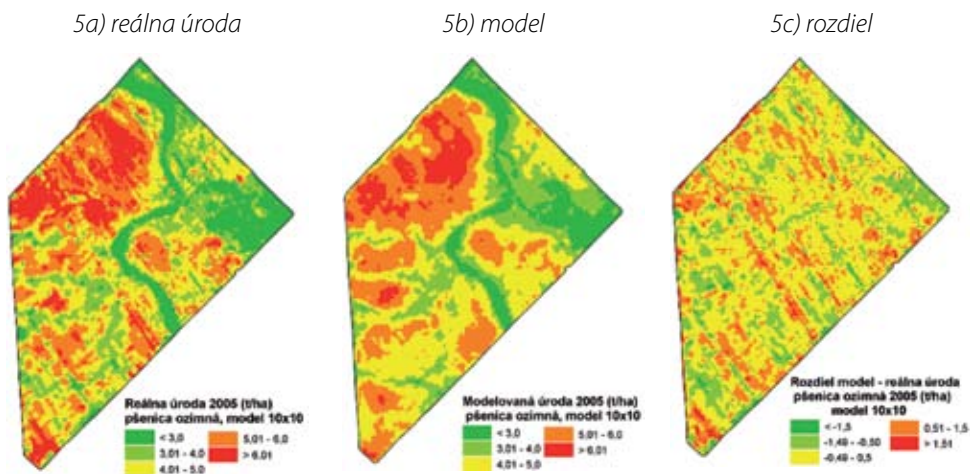 5a) reálna úroda
5b) model
5c) rozdiel
Reálna úroda 2005 (t/ha)
pšenica ozimná, model 10x10
< 3,0
3,01 - 4,0
4.01 - 5.0
5,01 - 6,0
> 6.01
Modelovaná úroda 2005 (t/ha)
pšenica ozimná, model 10x10
< 3,0
3,01 - 4,0
4.01 - 5,0
5,01 - 6,0
> 6.01
Rozdiel model - reálna úroda
pšenica ozimná 2005 (t/ha)
model 10x10
< -1,5
-1,49 - -0,50
-0,49 - 0,5
0.51 - 1,5
> 1.51